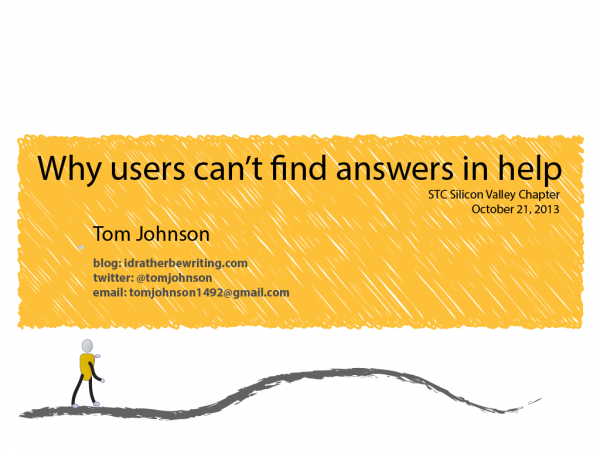 Why users can’t find answers in help
STC Silicon Valley Chapter
October 21, 2013
Tom Johnson
blog: idratherbewriting.com
twitter: @tomjohnson
email: tomjohnson1492@gmail.com